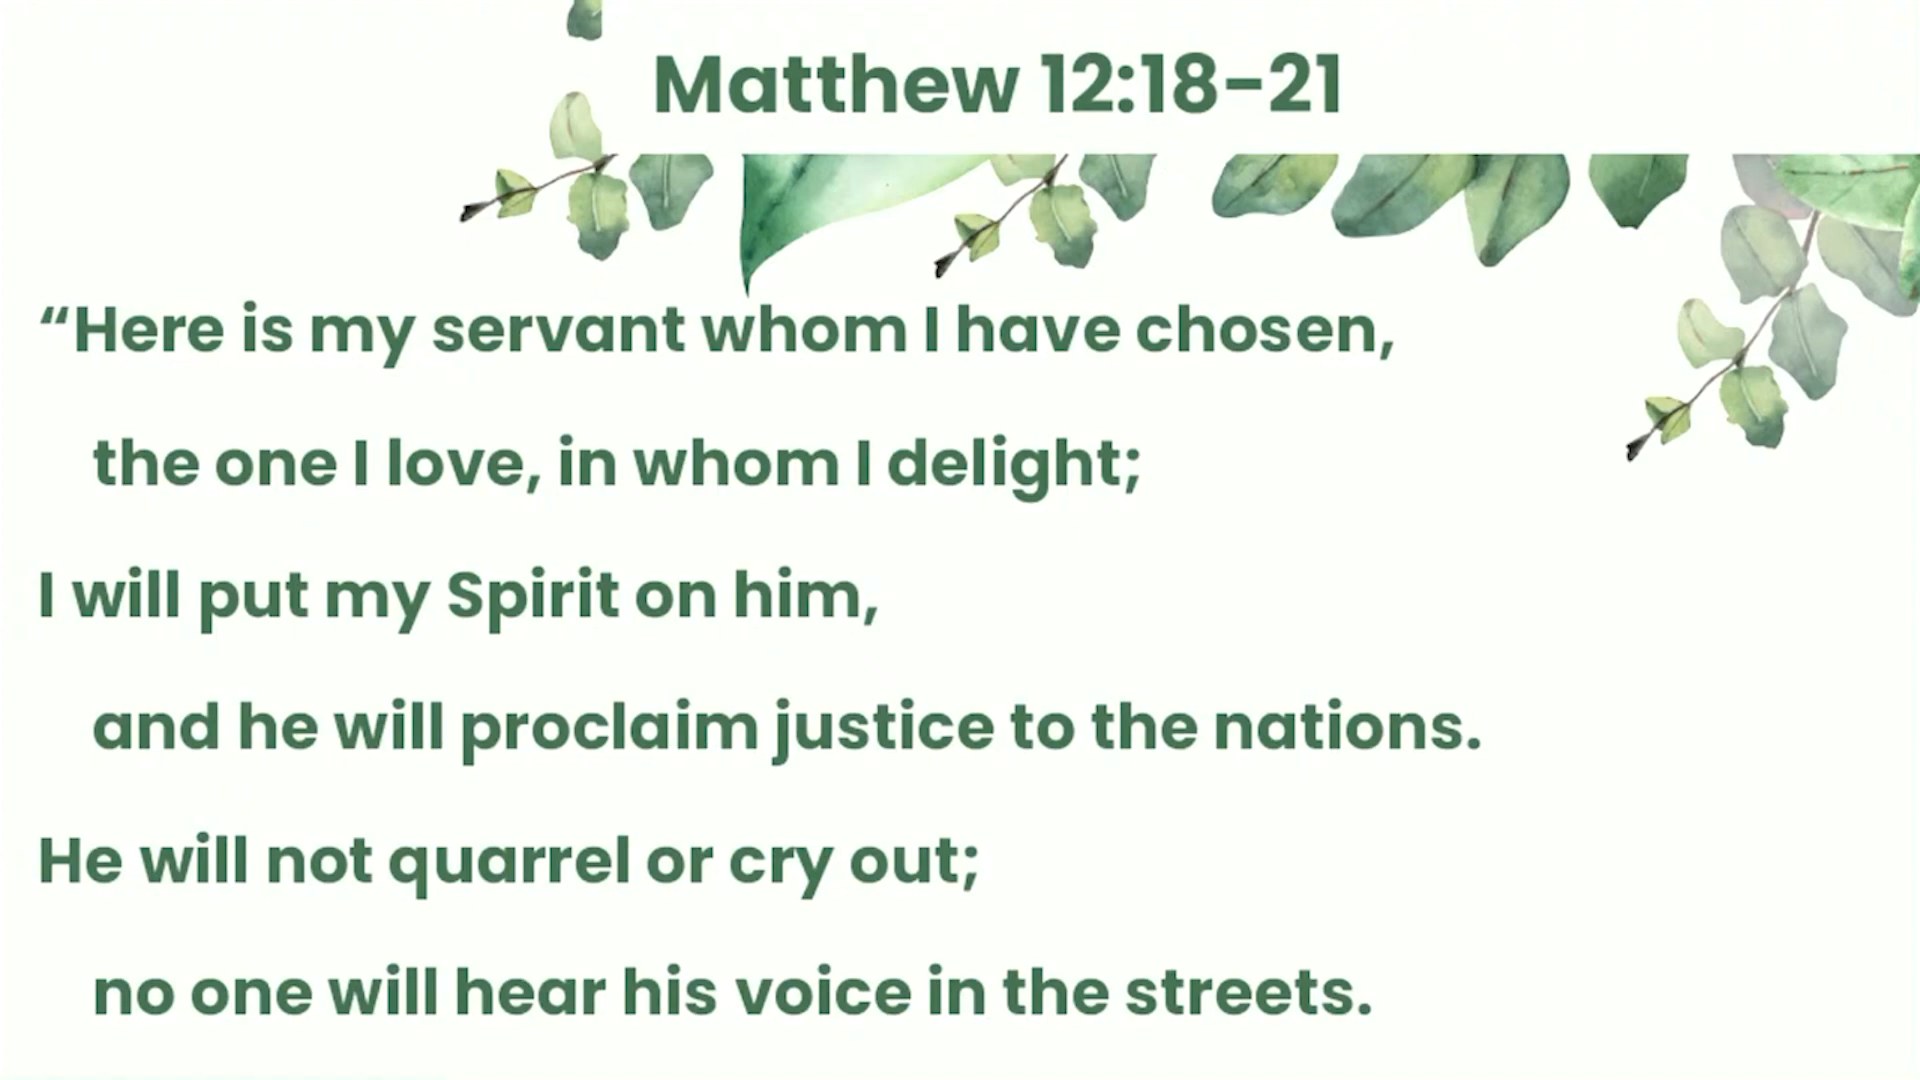 Matthew 12:18-21
“Here is my servant whom I have chosen,
the one I love, in whom I delight;
I will put my Spirit on him,
and he will proclaim justice to the nations.
He will not quarrel or cry out;
no one will hear his voice in the streets.